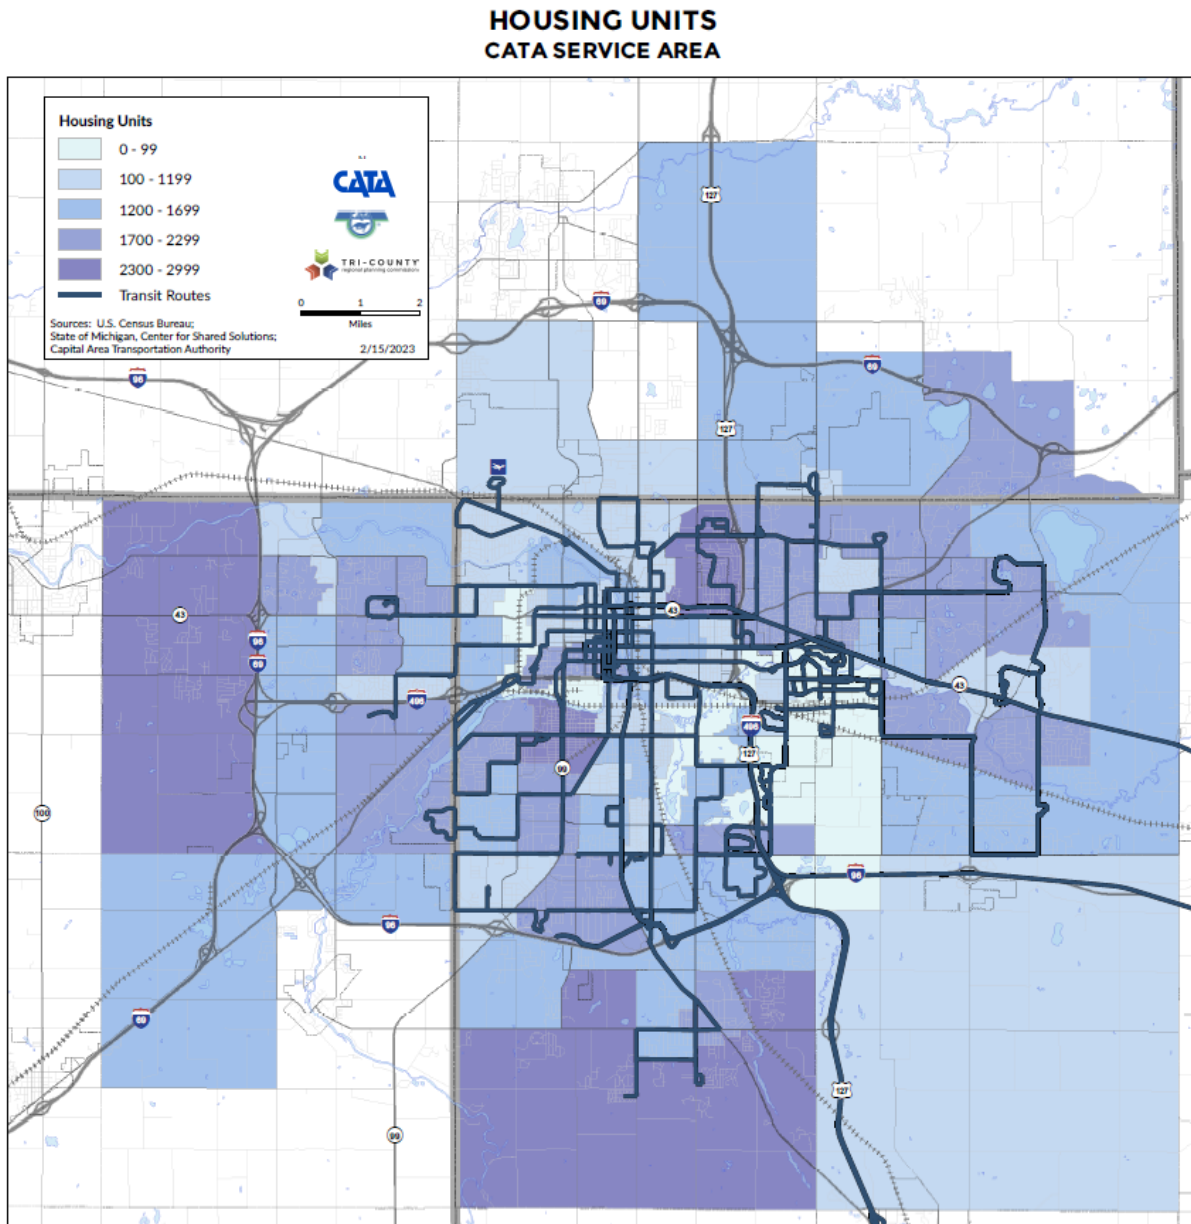 HOUSING UNITS
CATA SERVICE AREA
Housing Units
0 - 99
100 - 1199
1200 - 1699
1700 - 2299
2300 - 2999
Transit Routes
CATA
TRI-COUNTY
regional planning commission
0 1 2
Miles
Sources: U.S. Census Bureau;
State of Michigan, Center for Shared Solutions;
Capital Area Transportation Authority 2/15/2023
127
69
69
96
127
43
43
96
69
43
496
496
127
99
100
96
96
69
127
99